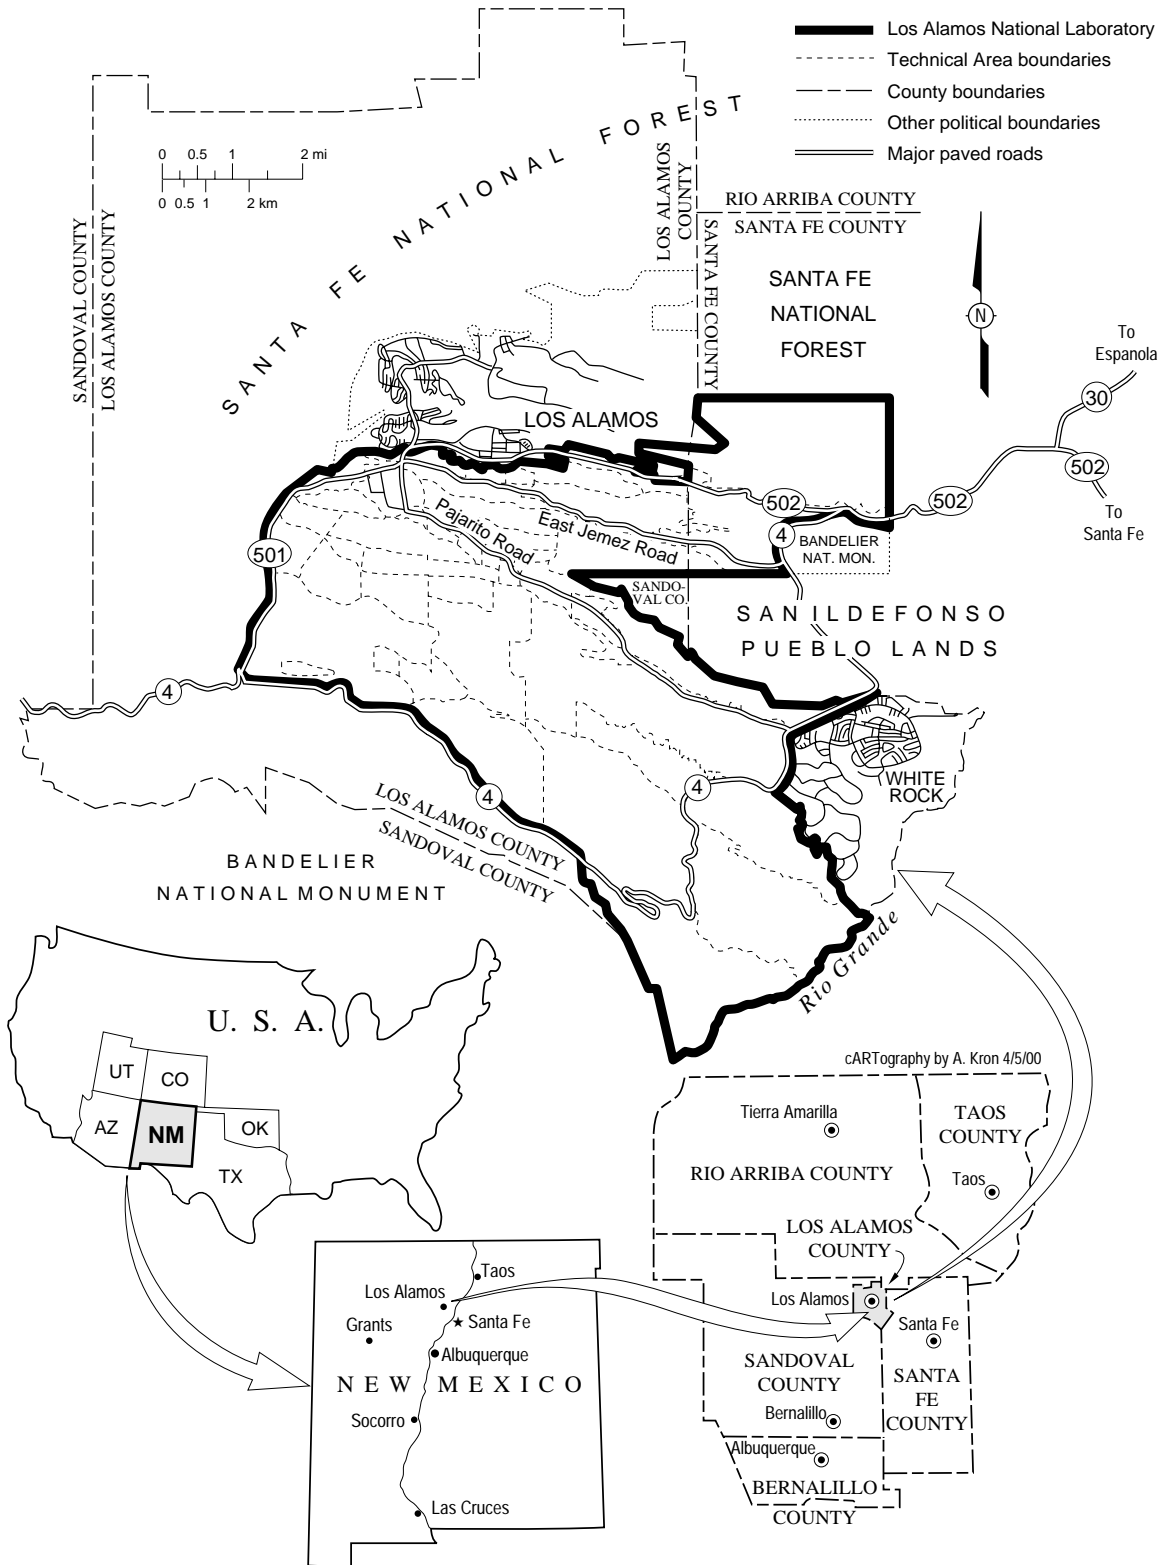 Los Alamos National Laboratory
Technical Area boundaries
County boundaries
Other political boundaries
Major paved roads
0 0.5 1 2 mi
0 0.5 1 2 km
SANTA FE NATIONAL FOREST
SANDOVAL COUNTY
LOS ALAMOS COUNTY
LOS ALAMOS
COUNTY
SANTA FE COUNTY
RIO ARRIBA COUNTY
SANTA FE COUNTY
SANTA FE
NATIONAL
FOREST
N
To
Espanola
30
502
To
Santa Fe
502
502
LOS ALAMOS
4
BANDELIER
NAT. MON.
East Jemez Road
Pajarito Road
501
SANDO-
VAL CO.
SAN ILDEFONSO
PUEBLO LANDS
4
4
4
WHITE
ROCK
LOS ALAMOS COUNTY
SANDOVAL COUNTY
BANDELIER
NATIONAL MONUMENT
Rio Grande
U. S. A.
UT
CO
AZ
NM
OK
TX
cARTography by A. Kron 4/5/00
Taos
Los Alamos
Santa Fe
Grants
Albuquerque
NEW MEXICO
Socorro
Las Cruces
Tierra Amarilla
TAOS
COUNTY
RIO ARRIBA COUNTY
Taos
LOS ALAMOS
COUNTY
Los Alamos
Santa Fe
SANDOVAL
COUNTY
SANTA
FE
COUNTY
Bernalillo
Albuquerque
BERNALILLO
COUNTY